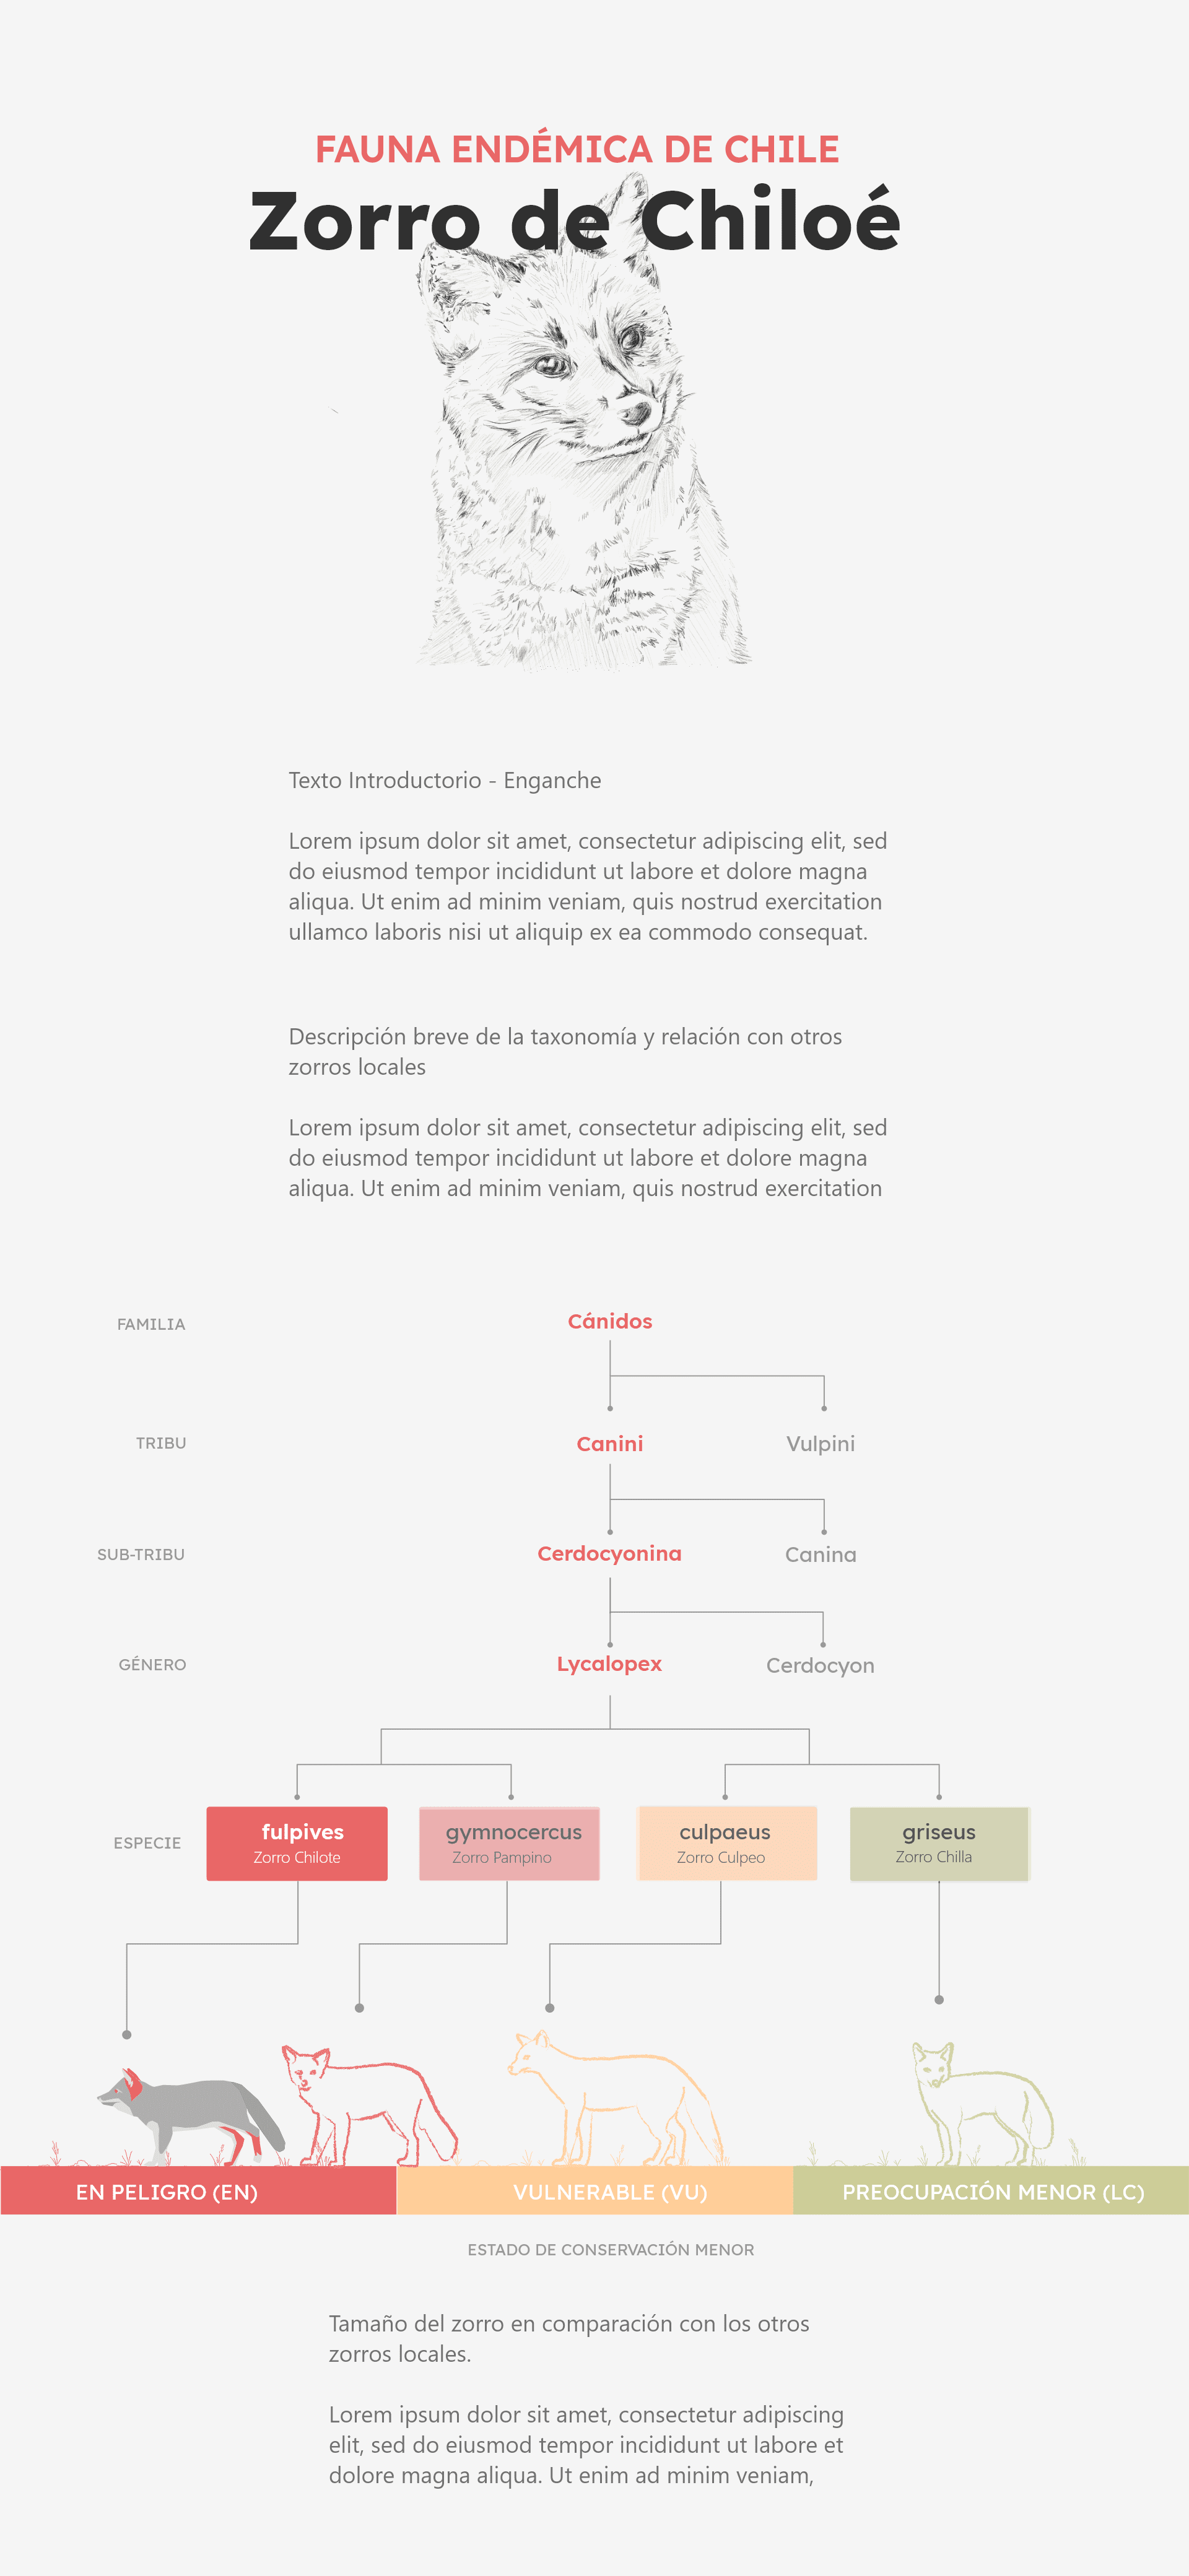 FAUNA ENDÉMICA DE CHILE
Zorro de Chiloé
Texto Introductorio - Enganche
Lorem ipsum dolor sit amet, consectetur adipiscing elit, sed
do eiusmod tempor incididunt ut labore et dolore magna
aliqua. Ut enim ad minim veniam, quis nostrud exercitation
ullamco laboris nisi ut aliquip ex ea commodo consequat.
Descripción breve de la taxonomía y relación con otros
zorros locales
Lorem ipsum dolor sit amet, consectetur adipiscing elit, sed
do eiusmod tempor incididunt ut labore et dolore magna
aliqua. Ut enim ad minim veniam, quis nostrud exercitation
FAMILIA
Cánidos
TRIBU
Canini
Vulpini
SUB-TRIBU
Cerdocyonina
Canina
GÉNERO
Lycalopex
Cerdocyon
ESPECIE
fulpives
Zorro Chilote
gymnocercus
Zorro Pampino
culpaeus
Zorro Culpeo
griseus
Zorro Chilla
EN PELIGRO (EN)
VULNERABLE (VU)
PREOCUPACIÓN MENOR (LC)
ESTADO DE CONSERVACIÓN MENOR
Tamaño del zorro en comparación con los otros
zorros locales.
Lorem ipsum dolor sit amet, consectetur adipiscing
elit, sed do eiusmod tempor incididunt ut labore et
dolore magna aliqua. Ut enim ad minim veniam,